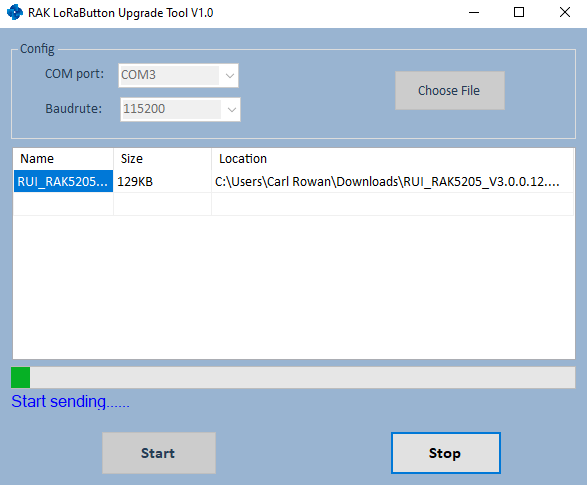 RAK LoRaButton Upgrade Tool V1.0
Config
COM port: COM3
Baudrute: 115200
Choose File
Name Size Location
RUI_RAK5205... 129KB C:\Users\Carl Rowan\Downloads\RUI_RAK5205_V3.0.0.12....
Start sending......
Start Stop